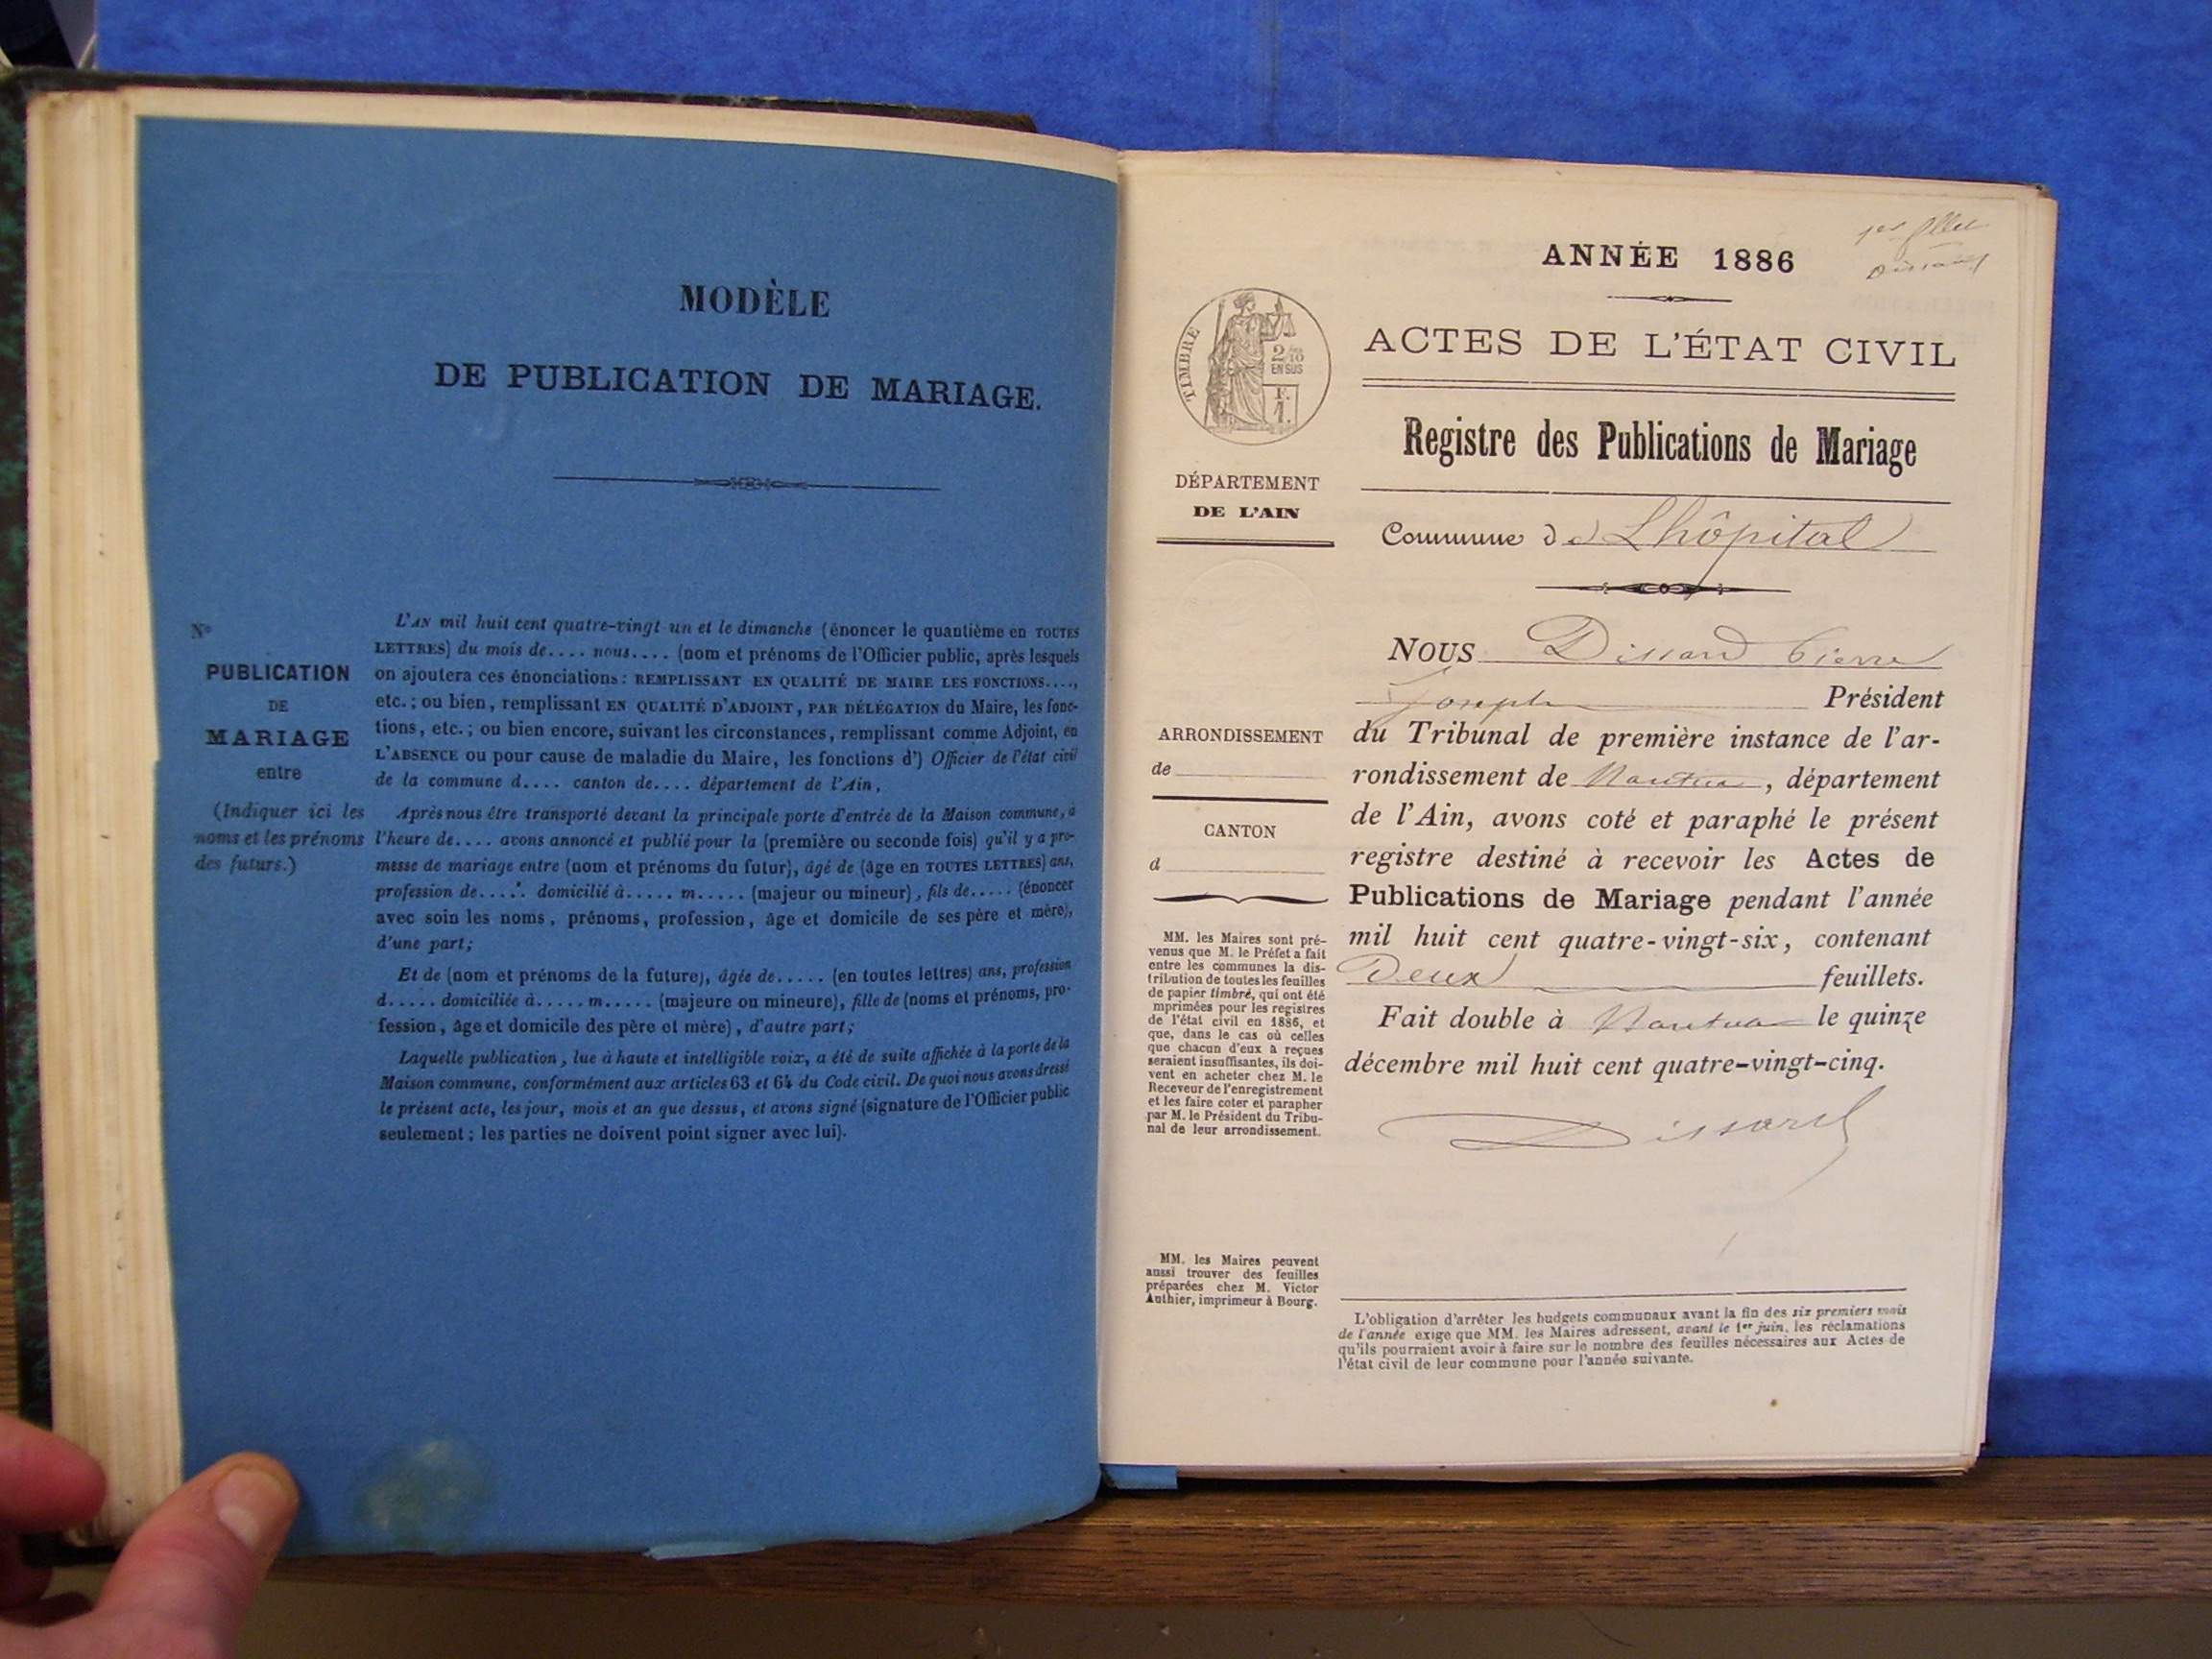 MODÈLE
DE PUBLICATION DE MARIAGE.
N°
PUBLICATION
DE
MARIAGE
entre
(Indiquer ici les
noms et les prénoms
des futurs.)
L'AN mil huit cent quatre-vingt un et le dimanche (énoncer le quantième en TOUTES
LETTRES) du mois de.... nous.... (nom et prénoms de l'Officier public, après lesquels
on ajoutera ces énonciations : REMPLISSANT EN QUALITÉ DE MAIRE LES FONCTIONS....,
etc. ; ou bien, remplissant EN QUALITÉ D'ADJOINT, PAR DÉLÉGATION du Maire, les fonc-
tions, etc. ; ou bien encore, suivant les circonstances, remplissant comme Adjoint, en
L'ABSENCE ou pour cause de maladie du Maire, les fonctions d') Officier de l'état civil
de la commune d.... canton de.... département de l'Ain,
Après nous être transporté devant la principale porte d'entrée de la Maison commune, à
l'heure de.... avons annoncé et publié pour la (première ou seconde fois) qu'il y a pro-
messe de mariage entre (nom et prénoms du futur), âgé de (âge en TOUTES LETTRES) ans,
profession de..... domicilié à..... m..... (majeur ou mineur), fils de..... (énoncer
avec soin les noms, prénoms, profession, âge et domicile de ses père et mère),
d'une part;
Et de (nom et prénoms de la future), âgée de..... (en toutes lettres) ans, profession
d..... domiciliée à..... m..... (majeure ou mineure), fille de (noms et prénoms, pro-
fession, âge et domicile des père et mère), d'autre part;
Laquelle publication, lue à haute et intelligible voix, a été de suite affichée à la porte de la
Maison commune, conformément aux articles 63 et 64 du Code civil. De quoi nous avons dressé
le présent acte, les jour, mois et an que dessus, et avons signé (signature de l'Officier public
seulement ; les parties ne doivent point signer avec lui).
ANNÉE 1886
1er
Dissard
TIMBRE
2/10
EN SUS
F.
1.
ACTES DE L'ÉTAT CIVIL
Registre des Publications de Mariage
DÉPARTEMENT
DE L'AIN
Commune de Lhôpital
NOUS Dissard Pierre
Joseph Président
du Tribunal de première instance de l'ar-
rondissement de Nantua, département
de l'Ain, avons coté et paraphé le présent
registre destiné à recevoir les Actes de
Publications de Mariage pendant l'année
mil huit cent quatre-vingt-six, contenant
Deux feuillets.
Fait double à Nantua le quinze
décembre mil huit cent quatre-vingt-cinq.
Dissard
ARRONDISSEMENT
de
CANTON
d
MM. les Maires sont pré-
venus que M. le Préfet a fait
entre les communes la dis-
tribution de toutes les feuilles
de papier timbré, qui ont été
mprimées pour les registres
de l'état civil en 1886, et
que, dans le cas où celles
que chacun d'eux a reçues
seraient insuffisantes, ils doi-
vent en acheter chez M. le
Receveur de l'enregistrement
et les faire coter et parapher
par M. le Président du Tribu-
nal de leur arrondissement.
MM. les Maires peuvent
aussi trouver des feuilles
préparées chez M. Victor
Authier, imprimeur à Bourg.
L'obligation d'arrêter les budgets communaux avant la fin des six premiers mois
de l'année exige que MM. les Maires adressent, avant le 1er juin, les réclamations
qu'ils pourraient avoir à faire sur le nombre des feuilles nécessaires aux Actes de
l'état civil de leur commune pour l'année suivante.